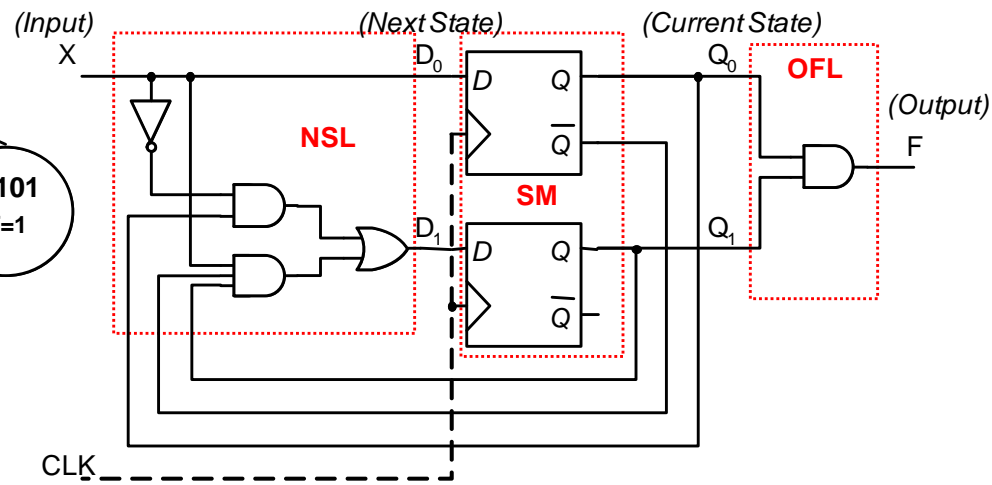 (Input)
(Next State)
(Current State)
X
D0
D
Q
Q0
OFL
(Output)
NSL
Q̅
F
101
=1
SM
D1
D
Q
Q1
Q̅
CLK